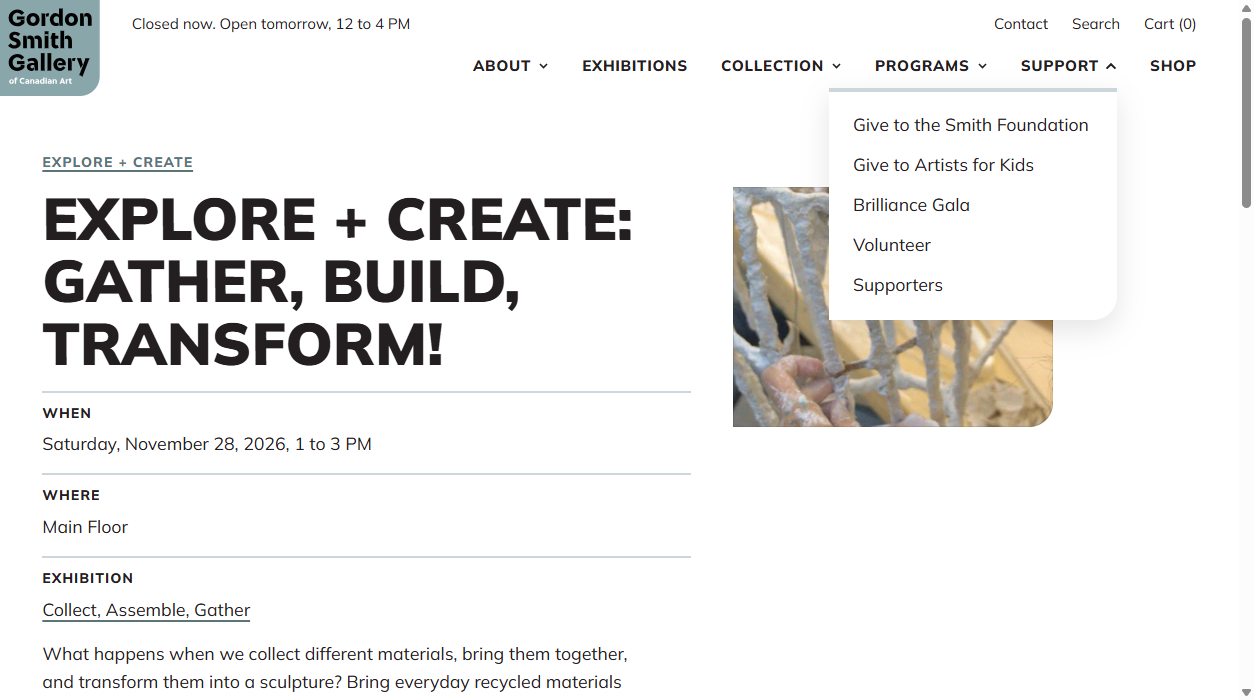 Gordon
Smith
Gallery
of Canadian Art
Closed now. Open tomorrow, 12 to 4 PM
Contact Search Cart (0)
ABOUT EXHIBITIONS COLLECTION PROGRAMS SUPPORT SHOP
Give to the Smith Foundation
Give to Artists for Kids
Brilliance Gala
Volunteer
Supporters
EXPLORE + CREATE
EXPLORE + CREATE:
GATHER, BUILD,
TRANSFORM!
WHEN
Saturday, November 28, 2026, 1 to 3 PM
WHERE
Main Floor
EXHIBITION
Collect, Assemble, Gather
What happens when we collect different materials, bring them together,
and transform them into a sculpture? Bring everyday recycled materials